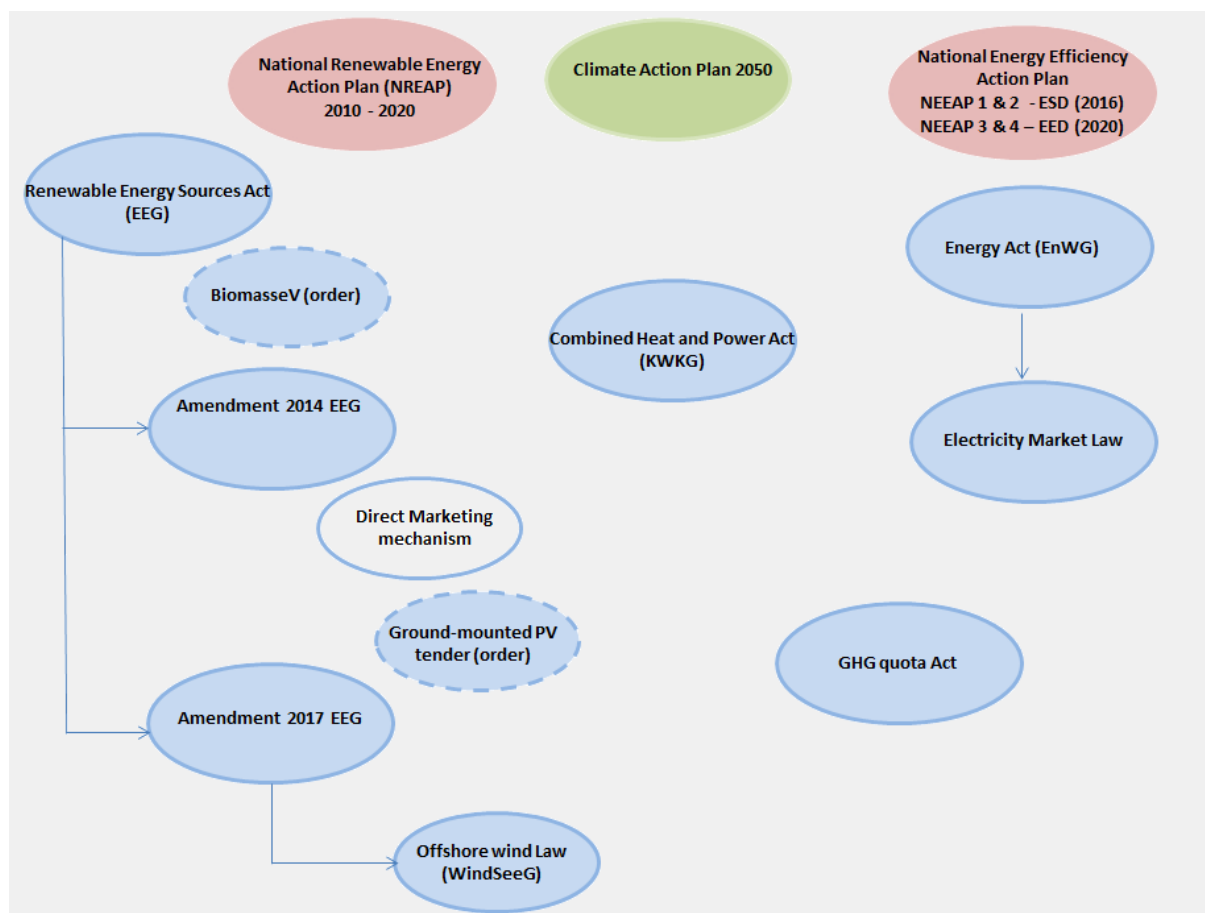 National Renewable Energy
Action Plan (NREAP)
2010 - 2020
Climate Action Plan 2050
National Energy Efficiency
Action Plan
NEEAP 1 & 2 - ESD (2016)
NEEAP 3 & 4 – EED (2020)
Renewable Energy Sources Act
(EEG)
Energy Act (EnWG)
BiomasseV (order)
Combined Heat and Power Act
(KWKG)
Amendment 2014 EEG
Electricity Market Law
Direct Marketing
mechanism
Ground-mounted PV
tender (order)
GHG quota Act
Amendment 2017 EEG
Offshore wind Law
(WindSeeG)